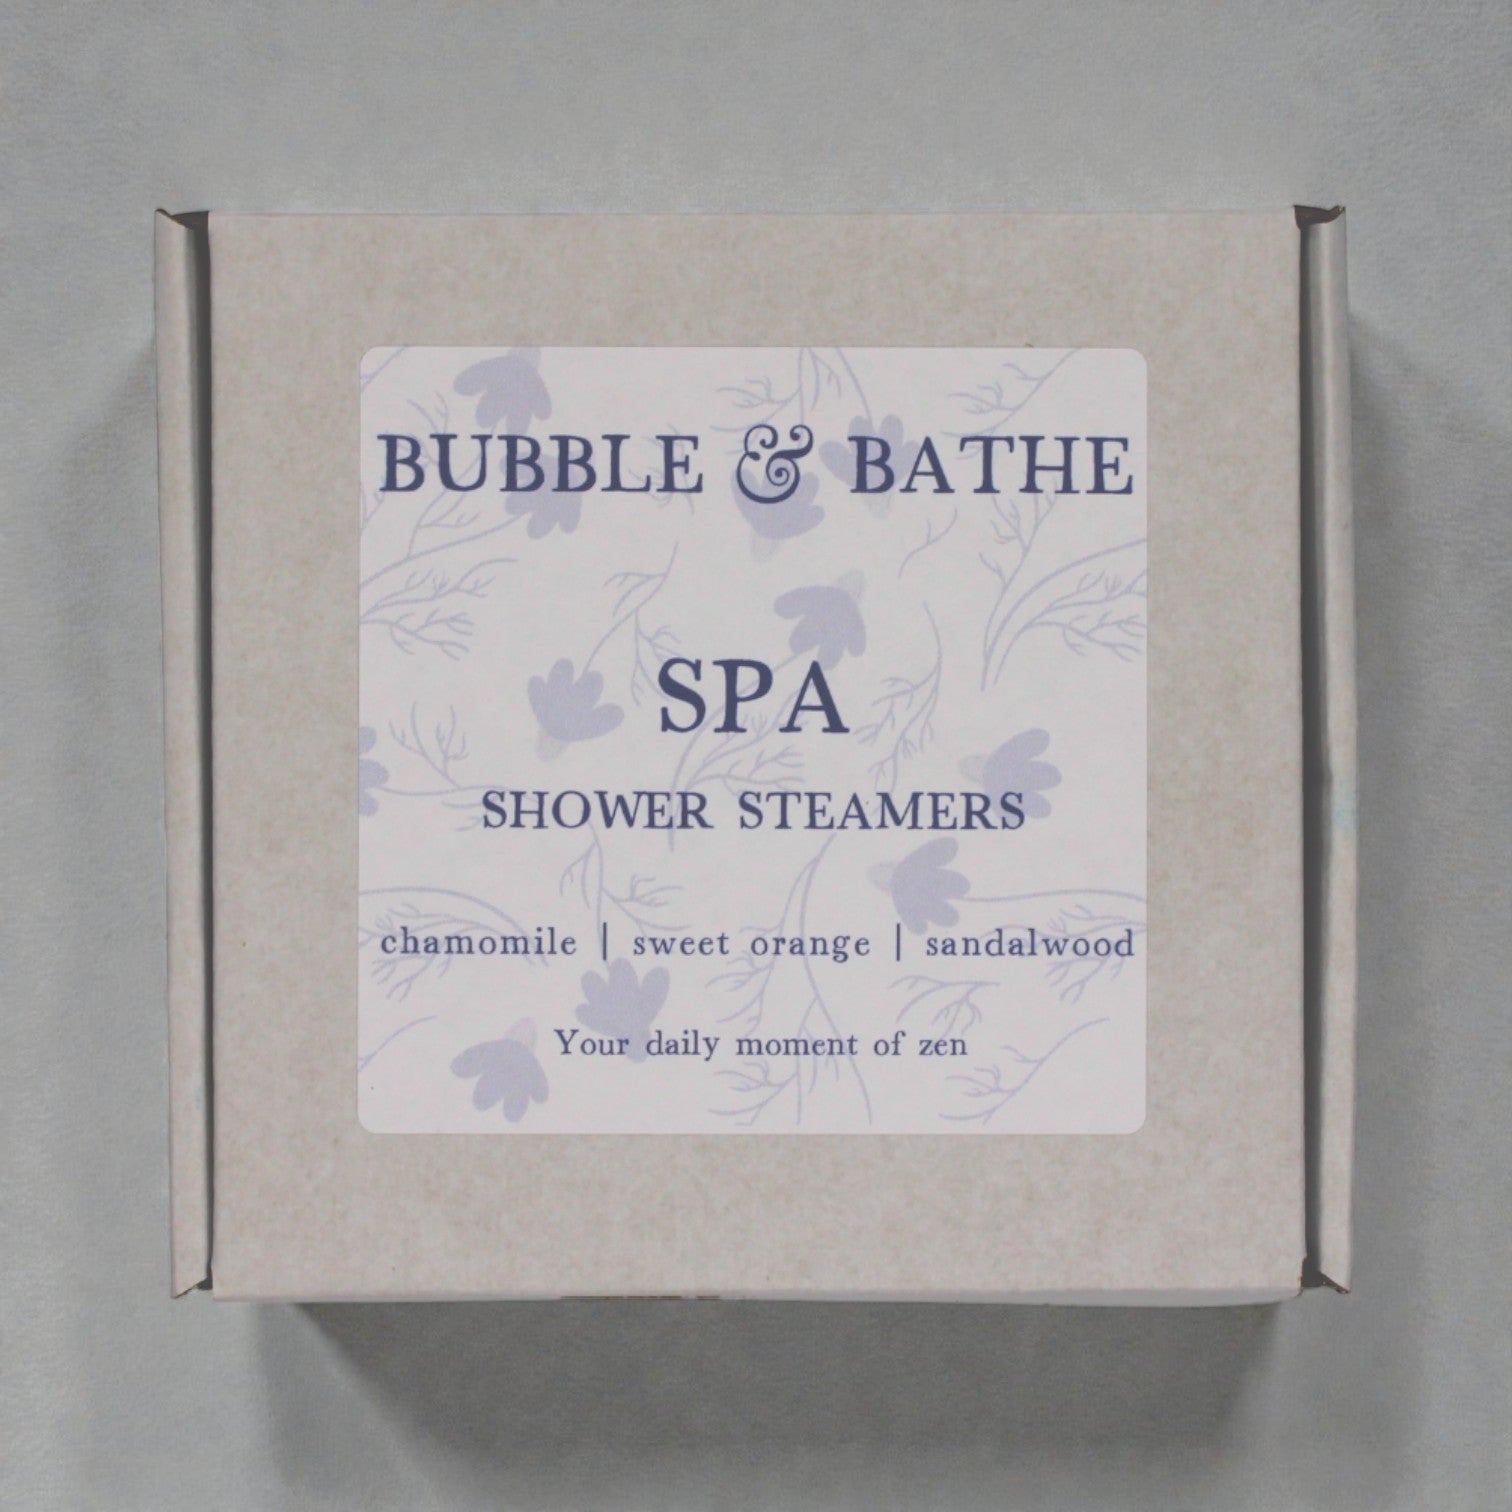 BUBBLE & BATHE
SPA
SHOWER STEAMERS
chamomile | sweet orange | sandalwood
Your daily moment of zen